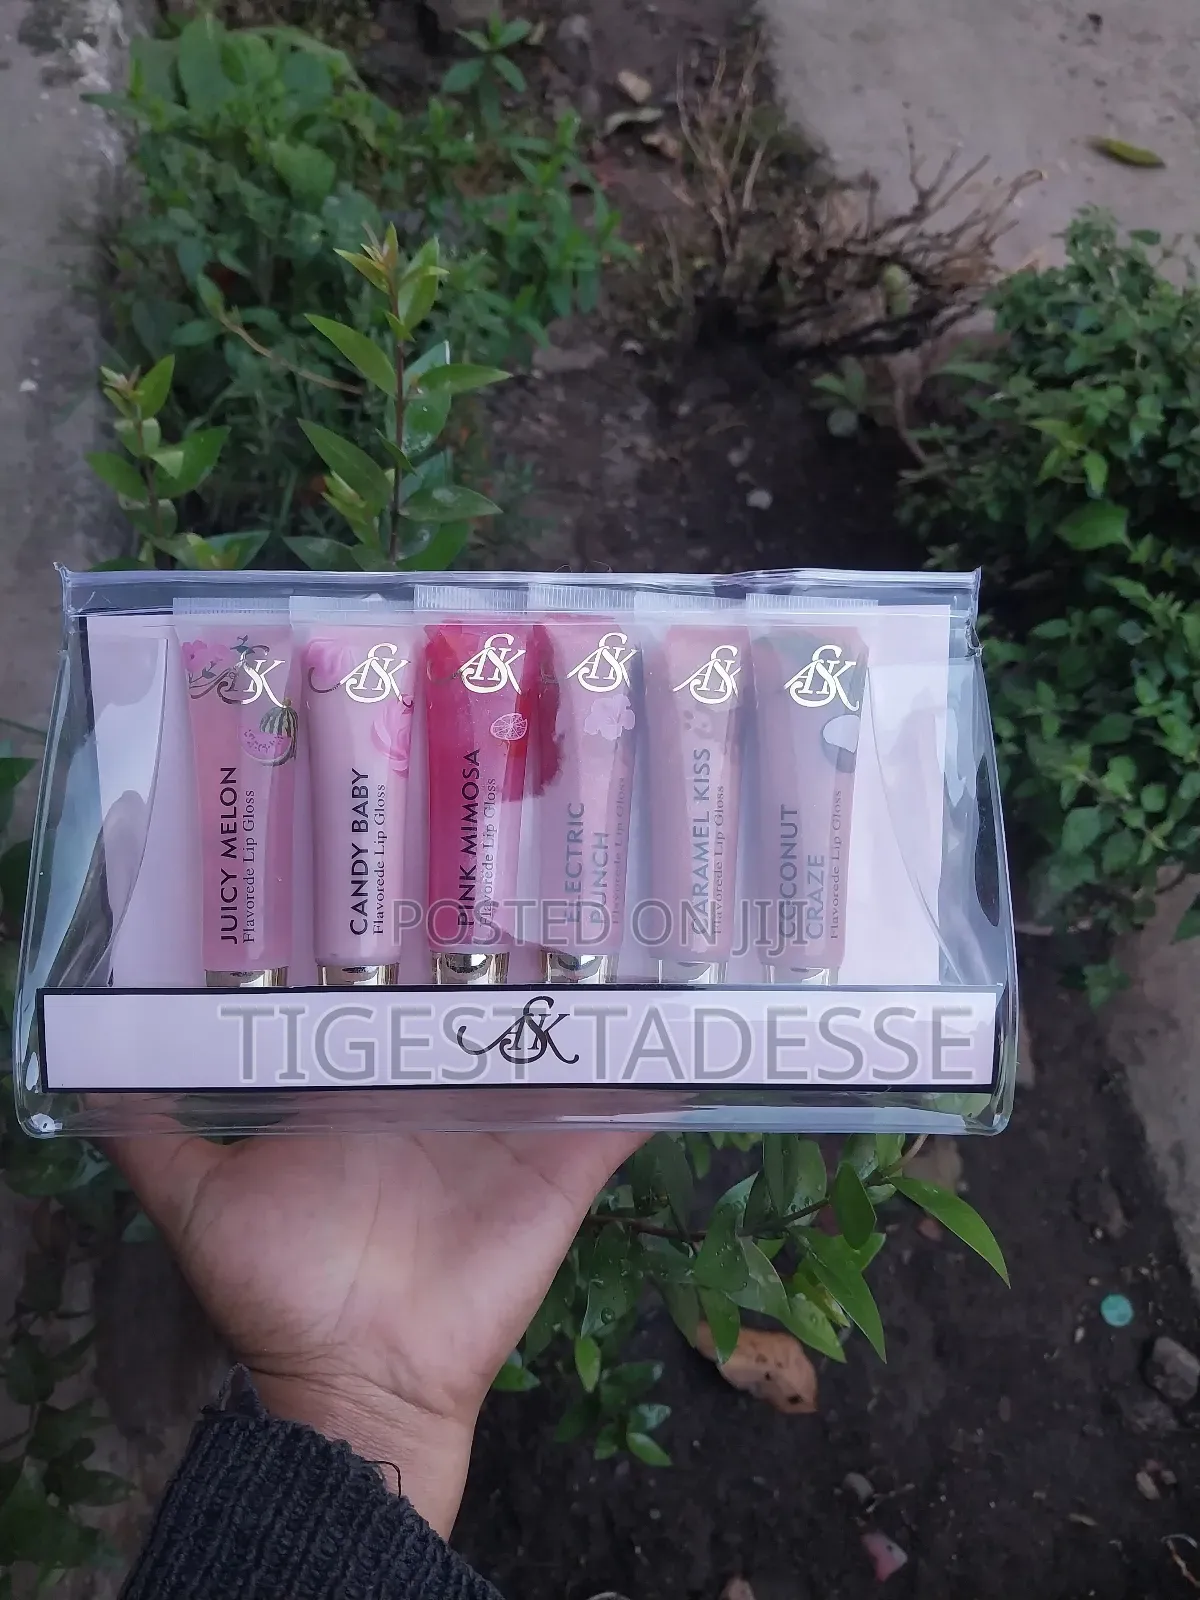 ASK
ASK
ASK
ASK
ASK
ASK
JUICY MELON
Flavorede Lip Gloss
CANDY BABY
Flavorede Lip Gloss
PINK MIMOSA
Flavorede Lip Gloss
ELECTRIC
PUNCH
Flavorede Lip Gloss
CARAMEL KISS
Flavorede Lip Gloss
COCONUT
CRAZE
Flavorede Lip Gloss
POSTED ON JIJI
TIGEST TADESSE
ASK